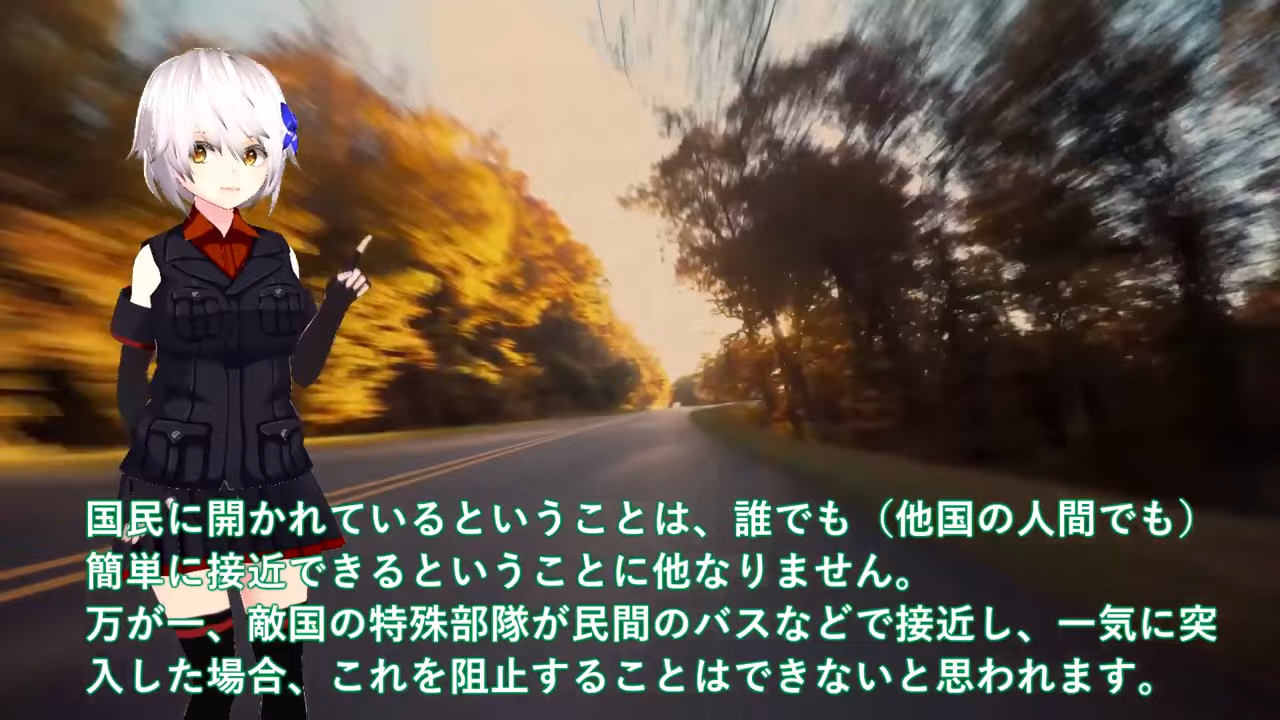 国民に開かれているということは、誰でも（他国の人間でも）
簡単に接近できるということに他なりません。
万が一、敵国の特殊部隊が民間のバスなどで接近し、一気に突
入した場合、これを阻止することはできないと思われます。